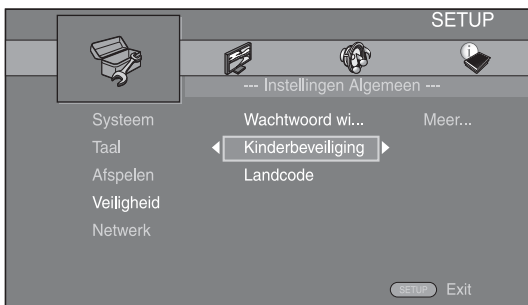 SETUP
--- Instellingen Algemeen ---
Systeem Wachtwoord wi... Meer...
Taal Kinderbeveiliging
Afspelen Landcode
Veiligheid
Netwerk
SETUP Exit